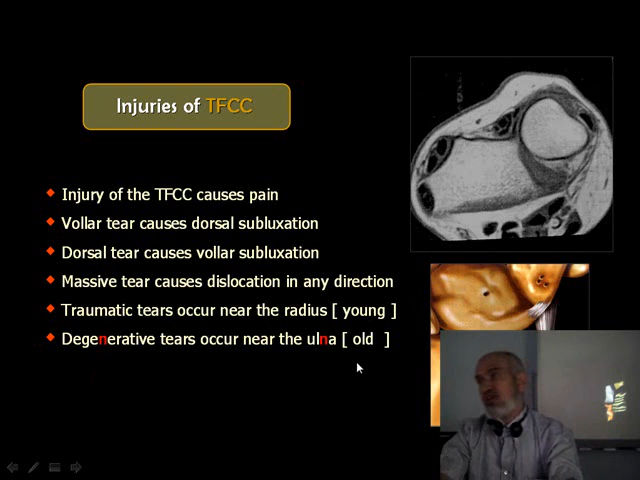 Injuries of TFCC
Injury of the TFCC causes pain
Vollar tear causes dorsal subluxation
Dorsal tear causes vollar subluxation
Massive tear causes dislocation in any direction
Traumatic tears occur near the radius [ young ]
Degenerative tears occur near the ulna [ old ]